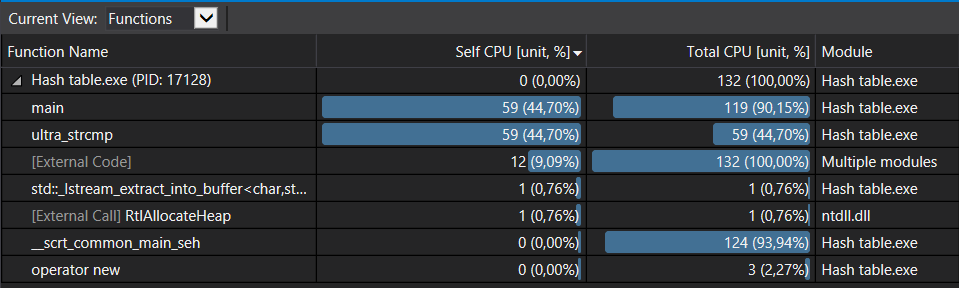 Current View: Functions
Function Name Self CPU [unit, %] Total CPU [unit, %] Module
Hash table.exe (PID: 17128) 0 (0,00%) 132 (100,00%) Hash table.exe
main 59 (44,70%) 119 (90,15%) Hash table.exe
ultra_strcmp 59 (44,70%) 59 (44,70%) Hash table.exe
[External Code] 12 (9,09%) 132 (100,00%) Multiple modules
std::_Istream_extract_into_buffer<char,st... 1 (0,76%) 1 (0,76%) Hash table.exe
[External Call] RtlAllocateHeap 1 (0,76%) 1 (0,76%) ntdll.dll
__scrt_common_main_seh 0 (0,00%) 124 (93,94%) Hash table.exe
operator new 0 (0,00%) 3 (2,27%) Hash table.exe